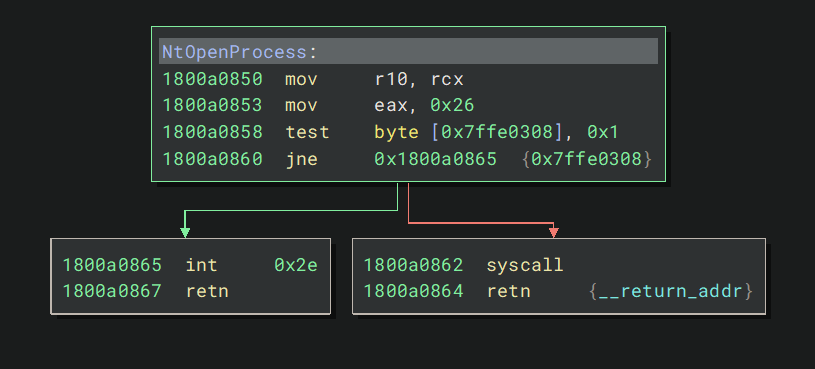 NtOpenProcess:
1800a0850 mov r10, rcx
1800a0853 mov eax, 0x26
1800a0858 test byte [0x7ffe0308], 0x1
1800a0860 jne 0x1800a0865 {0x7ffe0308}
1800a0865 int 0x2e
1800a0867 retn
1800a0862 syscall
1800a0864 retn {__return_addr}